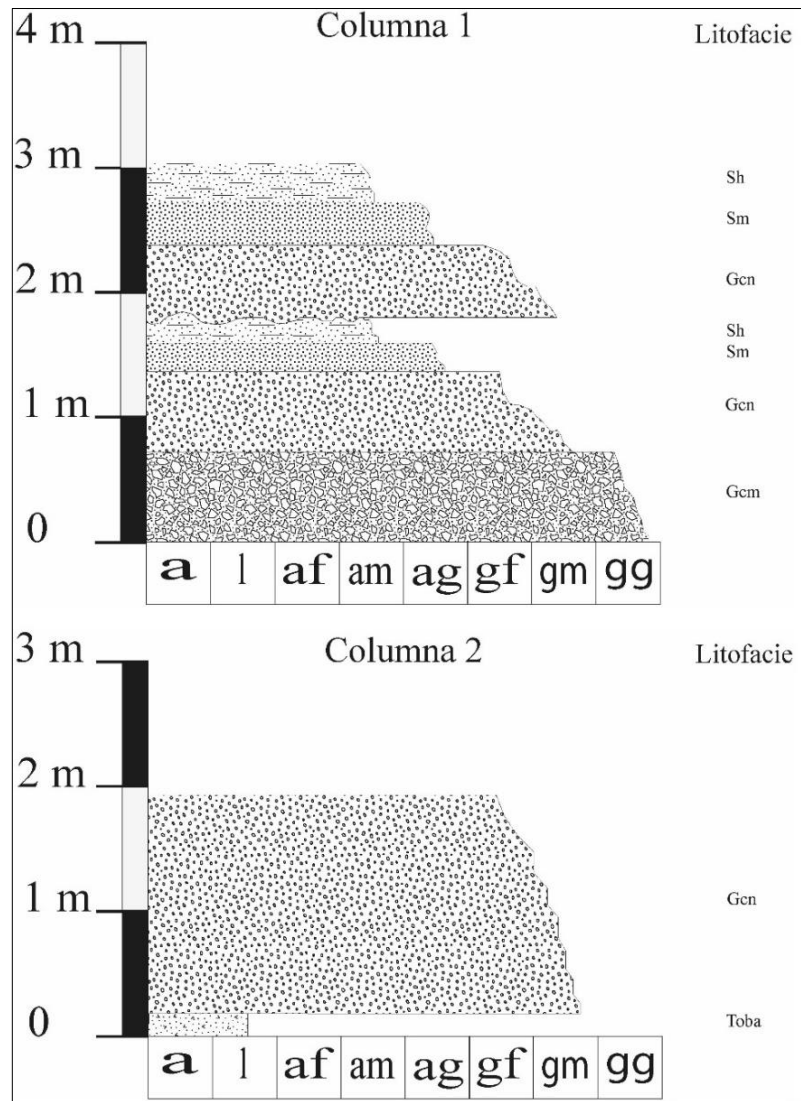 4 m Columna 1 Litofacie
3 m
Sh
Sm
Gcn
2 m
Sh
Sm
Gcn
1 m
Gcm
0
a l af am ag gf gm gg
3 m Columna 2 Litofacie
2 m
Gcn
1 m
Toba
0
a l af am ag gf gm gg